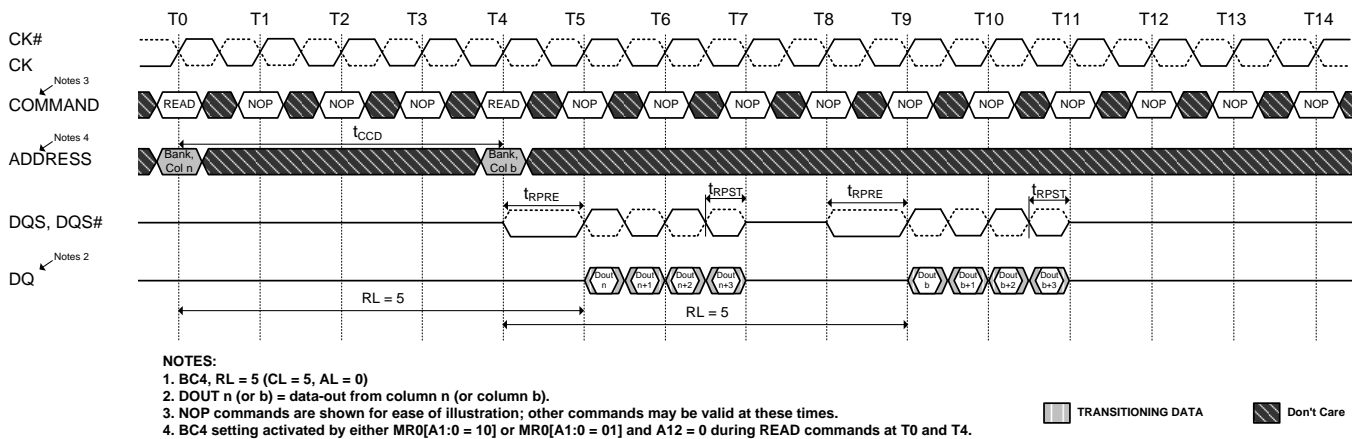 T0 T1 T2 T3 T4 T5 T6 T7 T8 T9 T10 T11 T12 T13 T14
CK#
CK
Notes 3
COMMAND READ NOP NOP NOP READ NOP NOP NOP NOP NOP NOP NOP NOP NOP NOP
tCCD
Notes 4
ADDRESS Bank, Col n Bank, Col b
tRPRE tRPST tRPRE tRPST
DQS, DQS#
Notes 2
DQ Dout n Dout n+1 Dout n+2 Dout n+3 Dout b Dout b+1 Dout b+2 Dout b+3
RL = 5
RL = 5
NOTES:
1. BC4, RL = 5 (CL = 5, AL = 0)
2. DOUT n (or b) = data-out from column n (or column b).
3. NOP commands are shown for ease of illustration; other commands may be valid at these times.
4. BC4 setting activated by either MR0[A1:0 = 10] or MR0[A1:0 = 01] and A12 = 0 during READ commands at T0 and T4.
TRANSITIONING DATA Don't Care